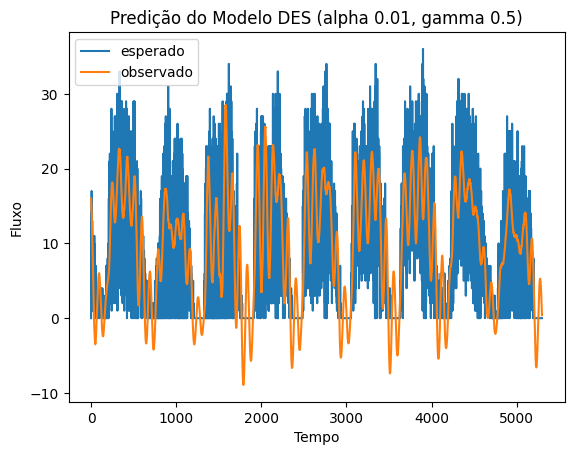 Predição do Modelo DES (alpha 0.01, gamma 0.5)
esperado
observado
30
20
10
0
−10
Fluxo
0
1000
2000
3000
4000
5000
Tempo